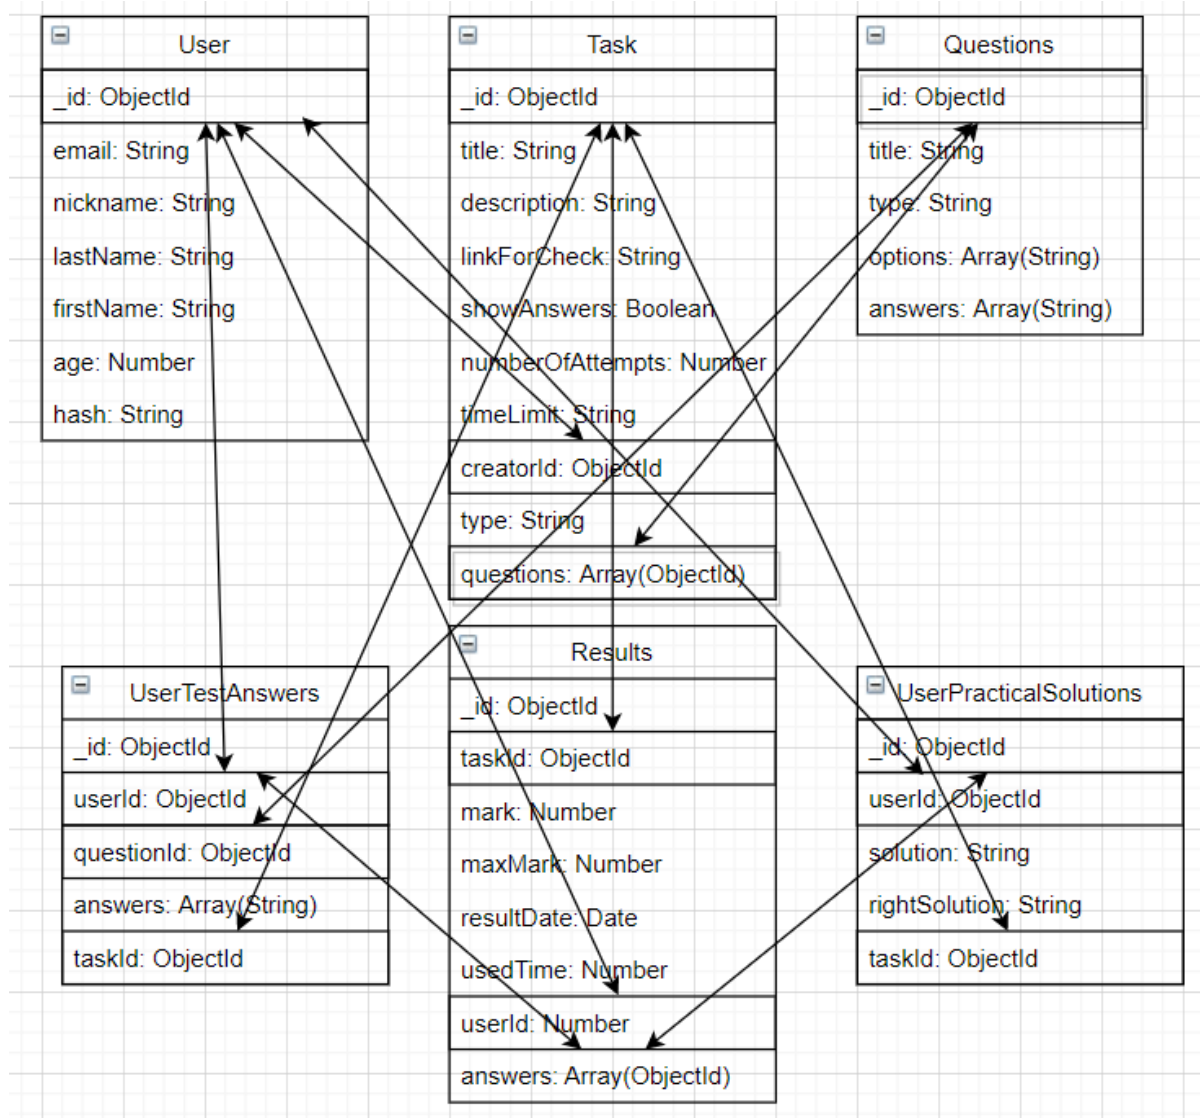 User
_id: ObjectId
email: String
nickname: String
lastName: String
firstName: String
age: Number
hash: String
Task
_id: ObjectId
title: String
description: String
linkForCheck: String
showAnswers: Boolean
numberOfAttempts: Number
timeLimit: String
creatorId: ObjectId
type: String
questions: Array(ObjectId)
Questions
_id: ObjectId
title: String
type: String
options: Array(String)
answers: Array(String)
UserTestAnswers
_id: ObjectId
userId: ObjectId
questionId: ObjectId
answers: Array(String)
taskId: ObjectId
Results
_id: ObjectId
taskId: ObjectId
mark: Number
maxMark: Number
resultDate: Date
usedTime: Number
userId: Number
answers: Array(ObjectId)
UserPracticalSolutions
_id: ObjectId
userId: ObjectId
solution: String
rightSolution: String
taskId: ObjectId